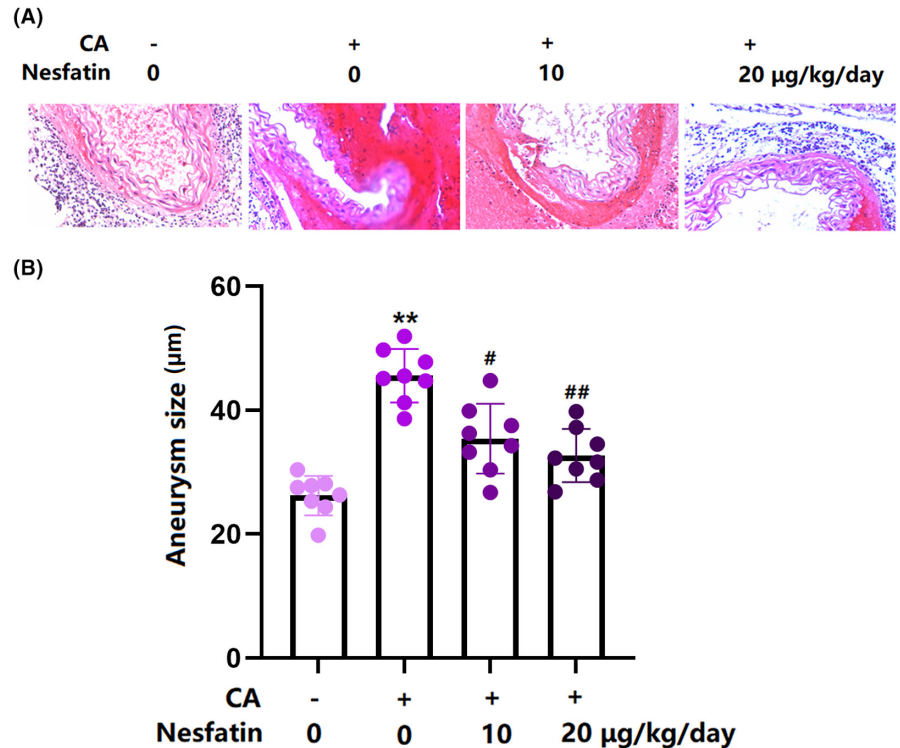 (A)
CA - + + +
Nesfatin 0 0 10 20 µg/kg/day
(B)
Aneurysm size (µm)
60
40
20
0
**
#
##
CA - + + +
Nesfatin 0 0 10 20 µg/kg/day